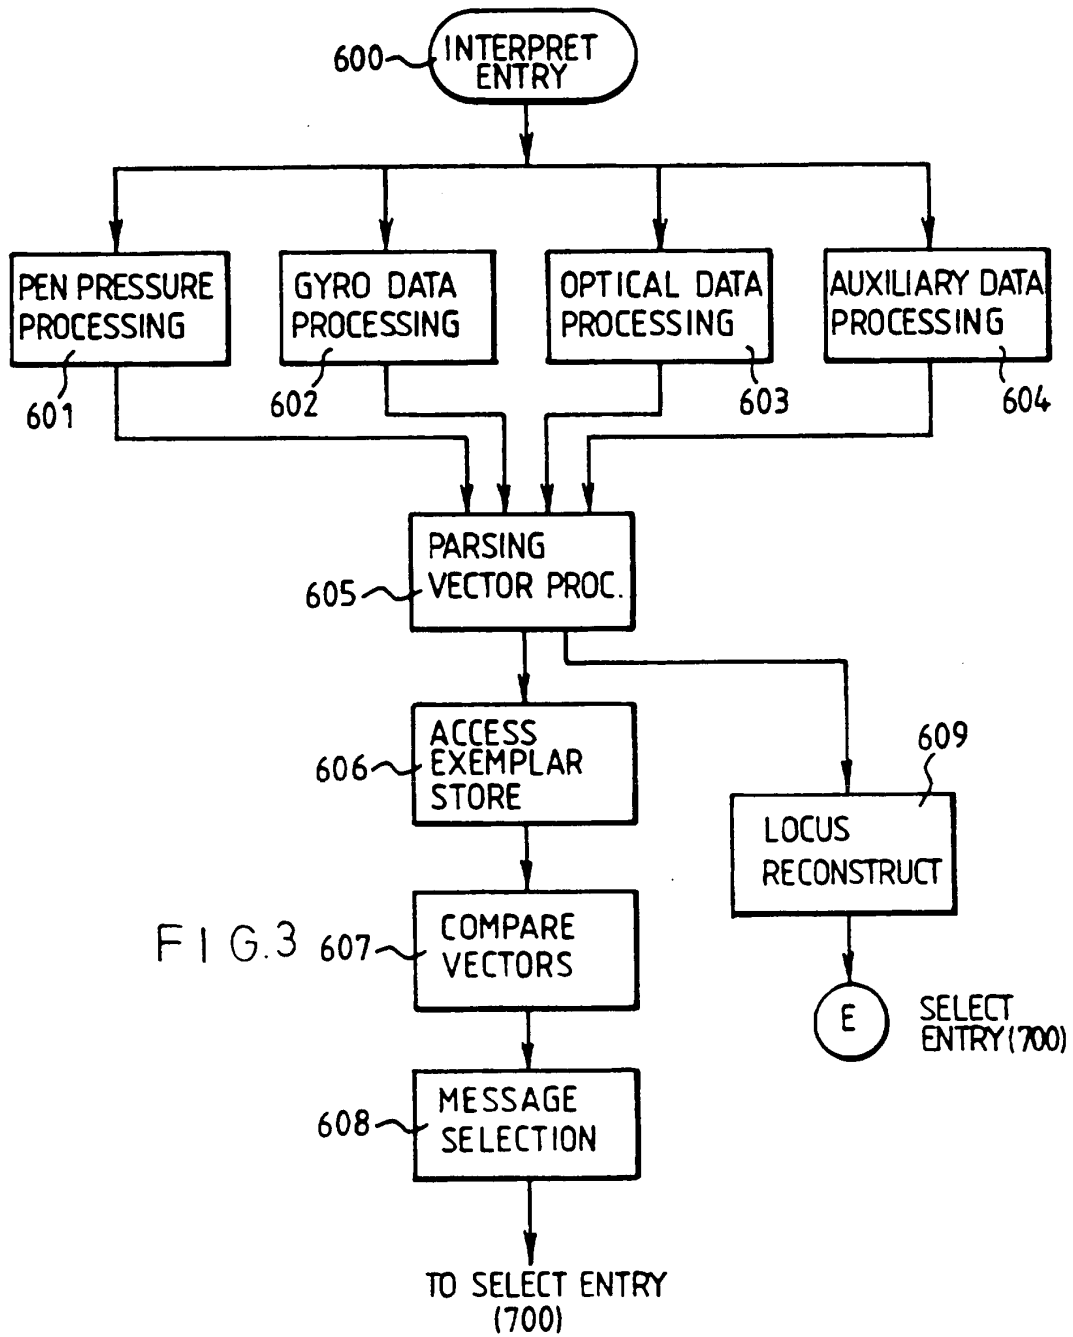 600
INTERPRET
ENTRY
PEN PRESSURE
PROCESSING
601
GYRO DATA
PROCESSING
602
OPTICAL DATA
PROCESSING
603
AUXILIARY DATA
PROCESSING
604
PARSING
VECTOR PROC.
605
ACCESS
EXEMPLAR
STORE
606
609
LOCUS
RECONSTRUCT
FIG.3
607
COMPARE
VECTORS
E
SELECT
ENTRY (700)
608
MESSAGE
SELECTION
TO SELECT ENTRY
(700)